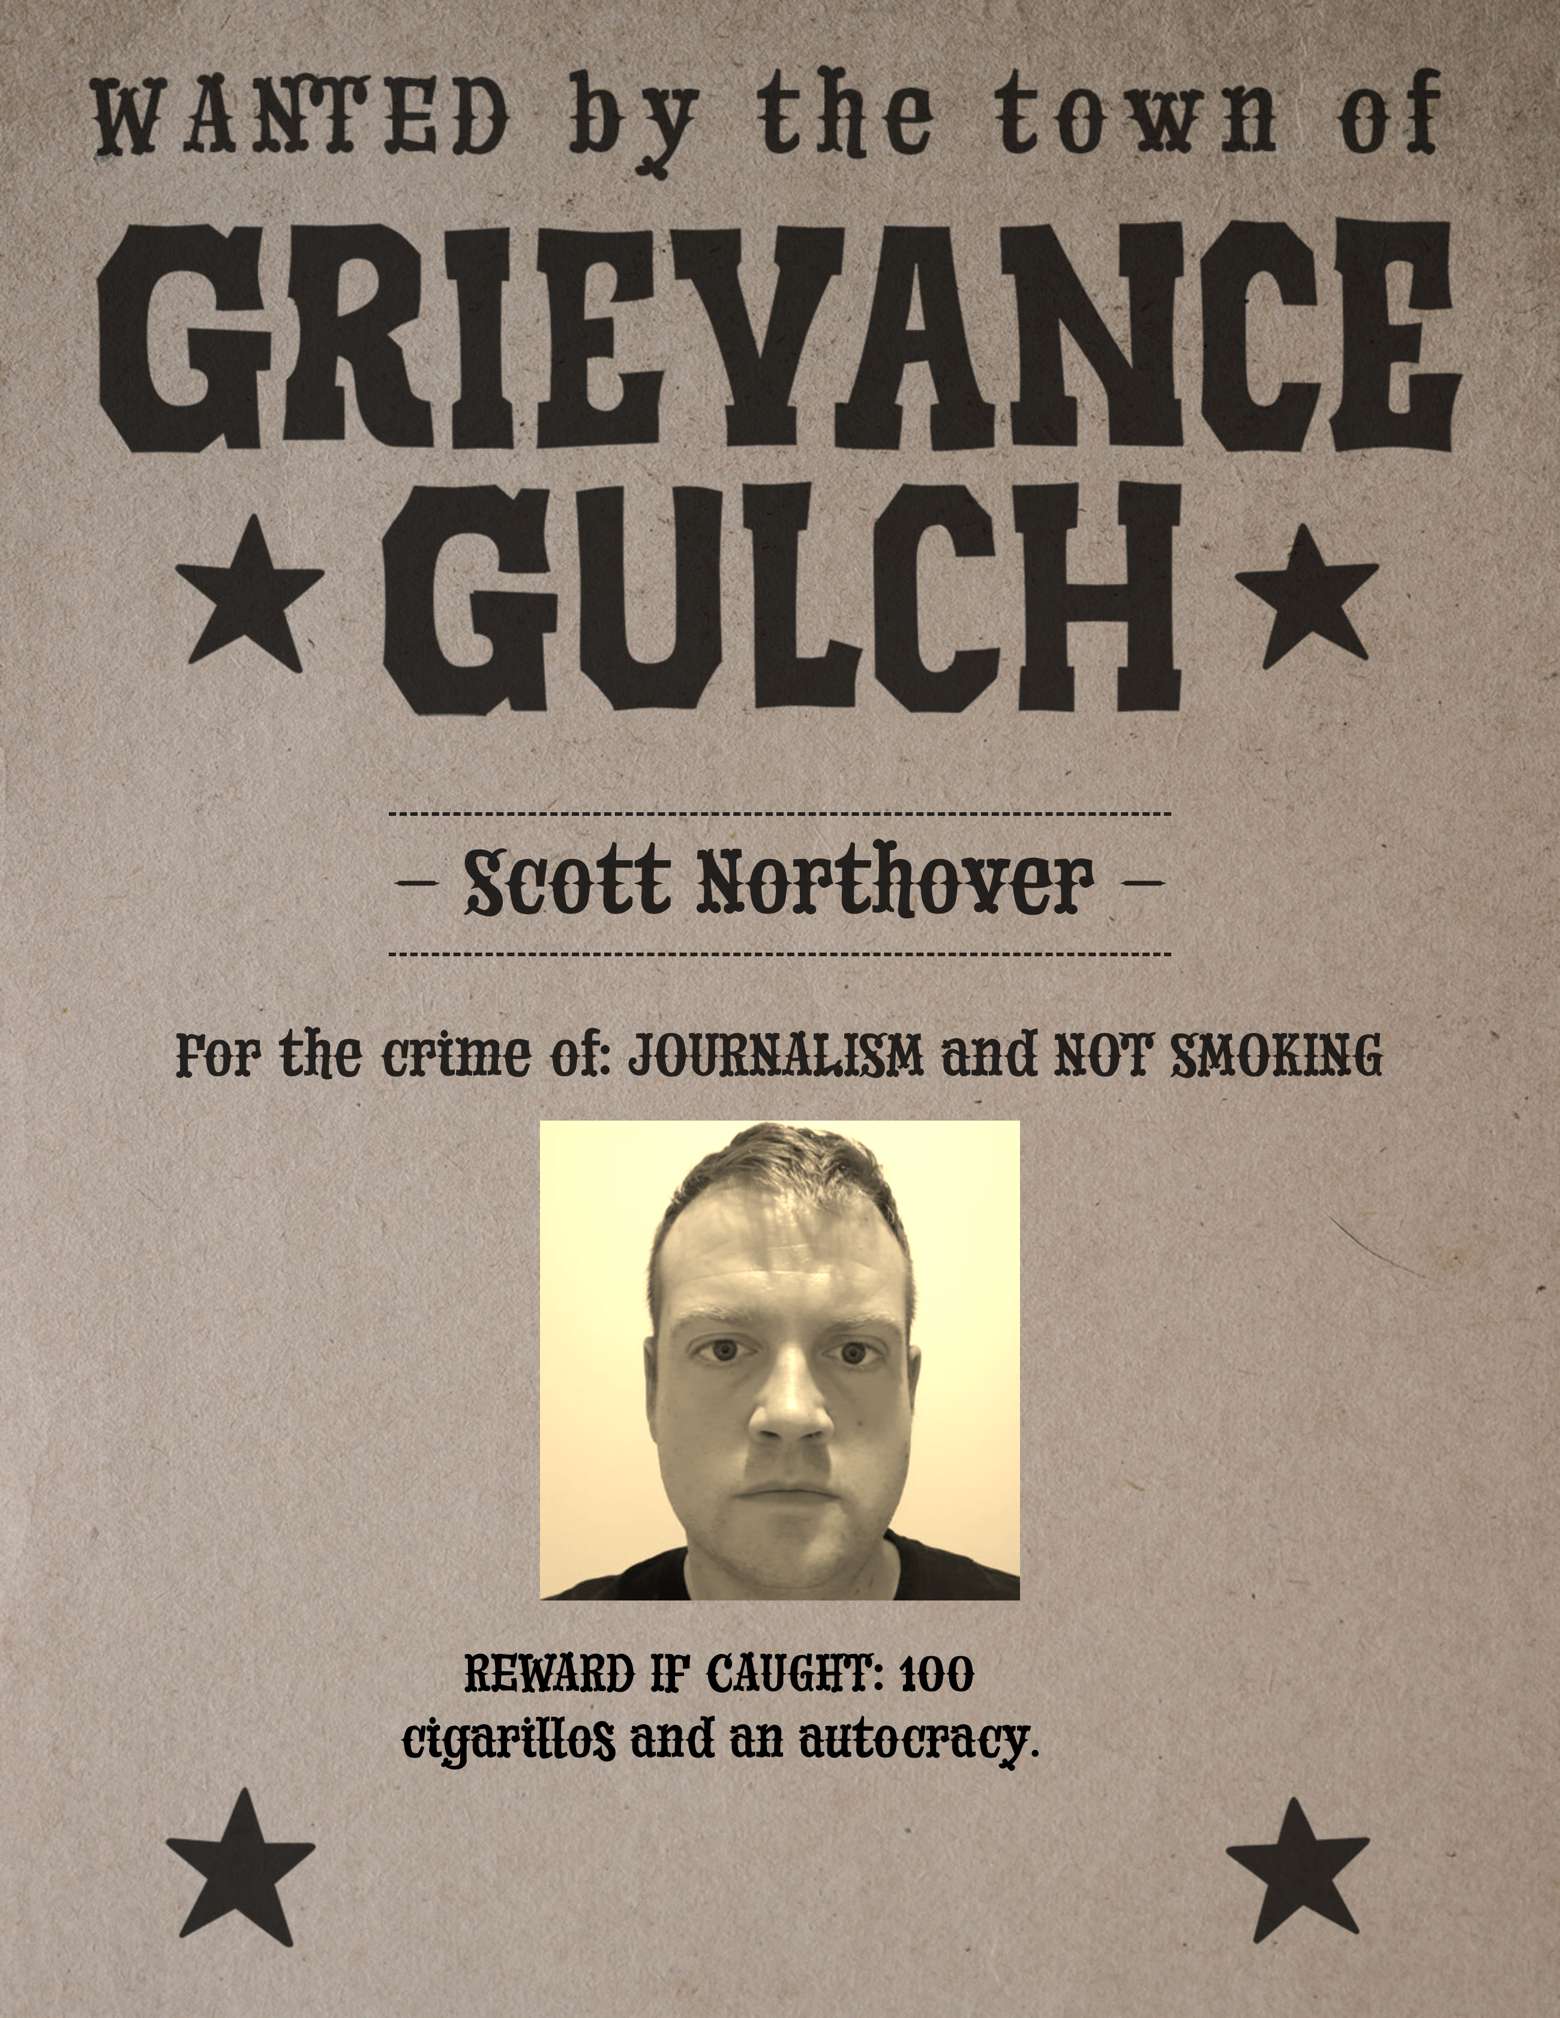 WANTED by the town of
GRIEVANCE
GULCH
– Scott Northover –
For the crime of: JOURNALISM and NOT SMOKING
REWARD IF CAUGHT: 100
cigarillos and an autocracy.